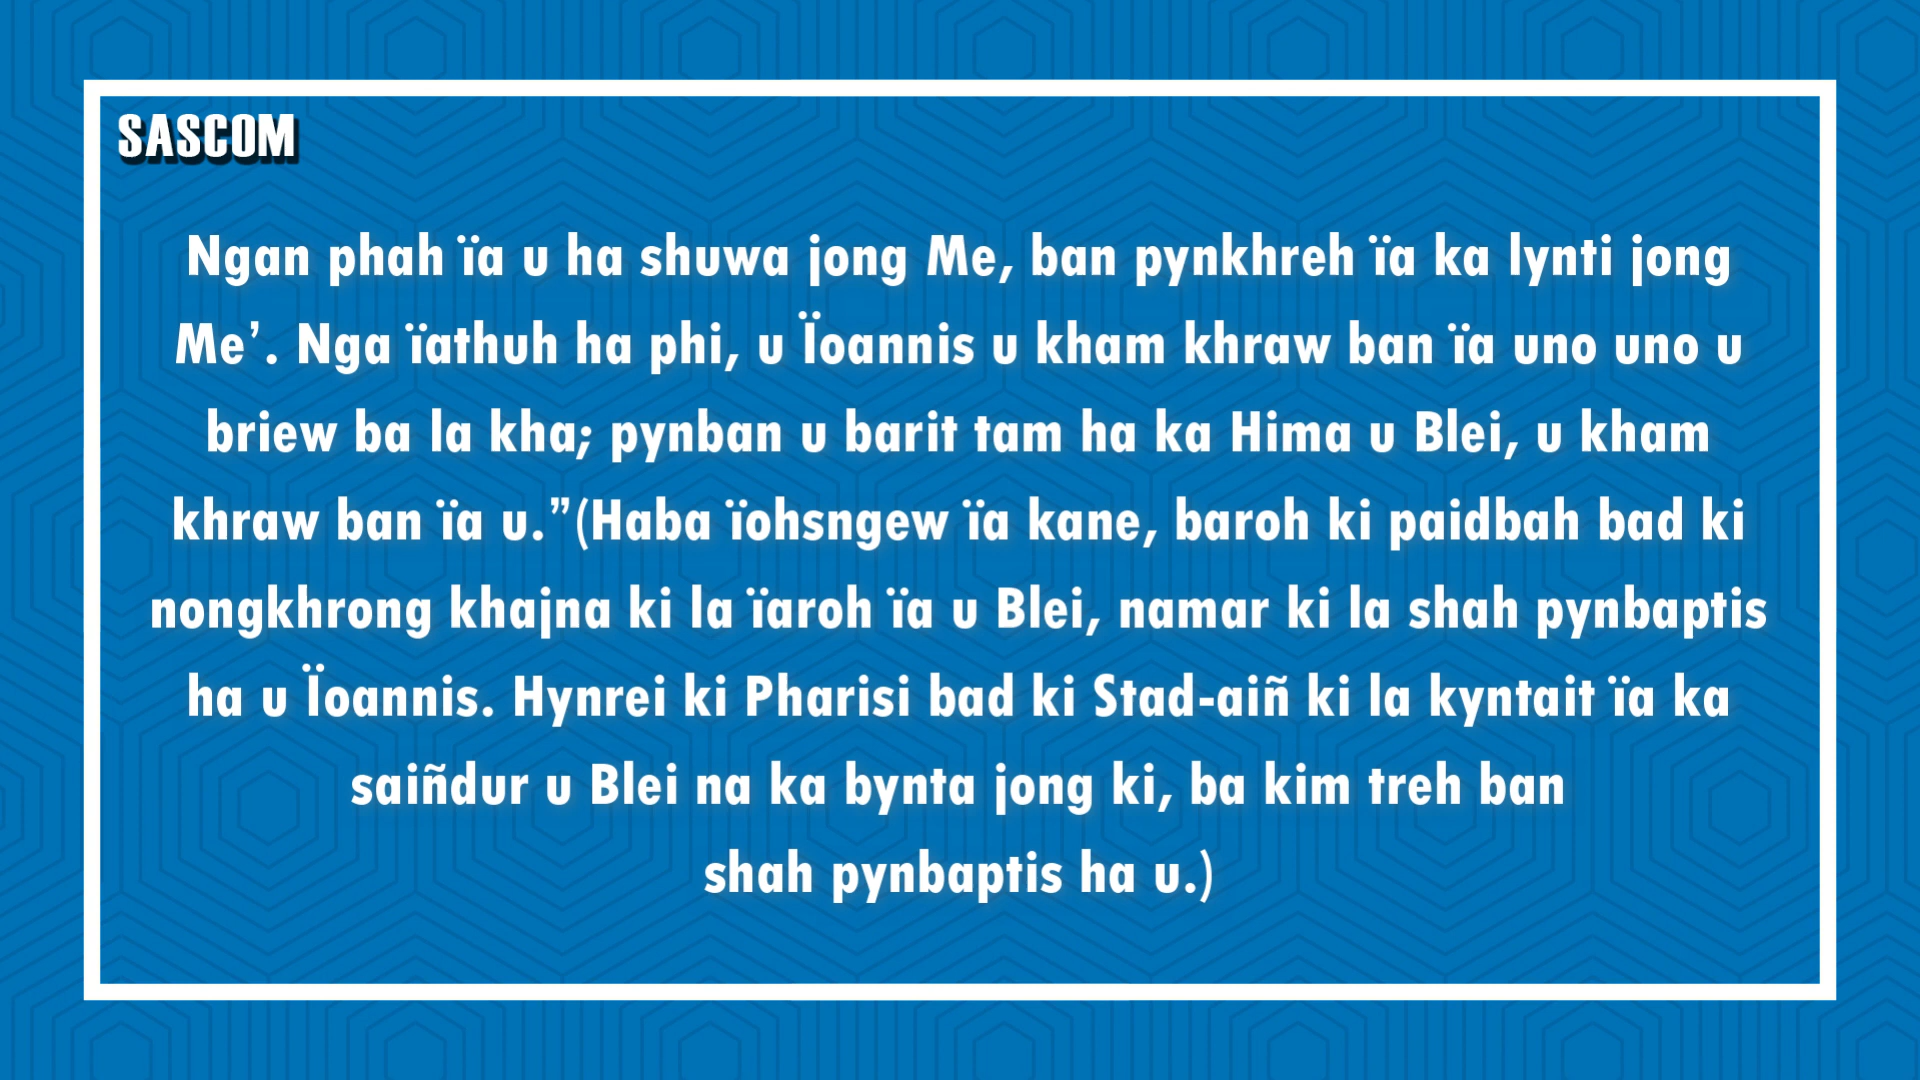 SASCOM
Ngan phah ïa u ha shuwa jong Me, ban pynkhreh ïa ka lynti jong
Me’. Nga ïathuh ha phi, u Ïoannis u kham khraw ban ïa uno uno u
briew ba la kha; pynban u barit tam ha ka Hima u Blei, u kham
khraw ban ïa u.”(Haba ïohsngew ïa kane, baroh ki paidbah bad ki
nongkhrong khajna ki la ïaroh ïa u Blei, namar ki la shah pynbaptis
ha u Ïoannis. Hynrei ki Pharisi bad ki Stad-aiñ ki la kyntait ïa ka
saiñdur u Blei na ka bynta jong ki, ba kim treh ban
shah pynbaptis ha u.)